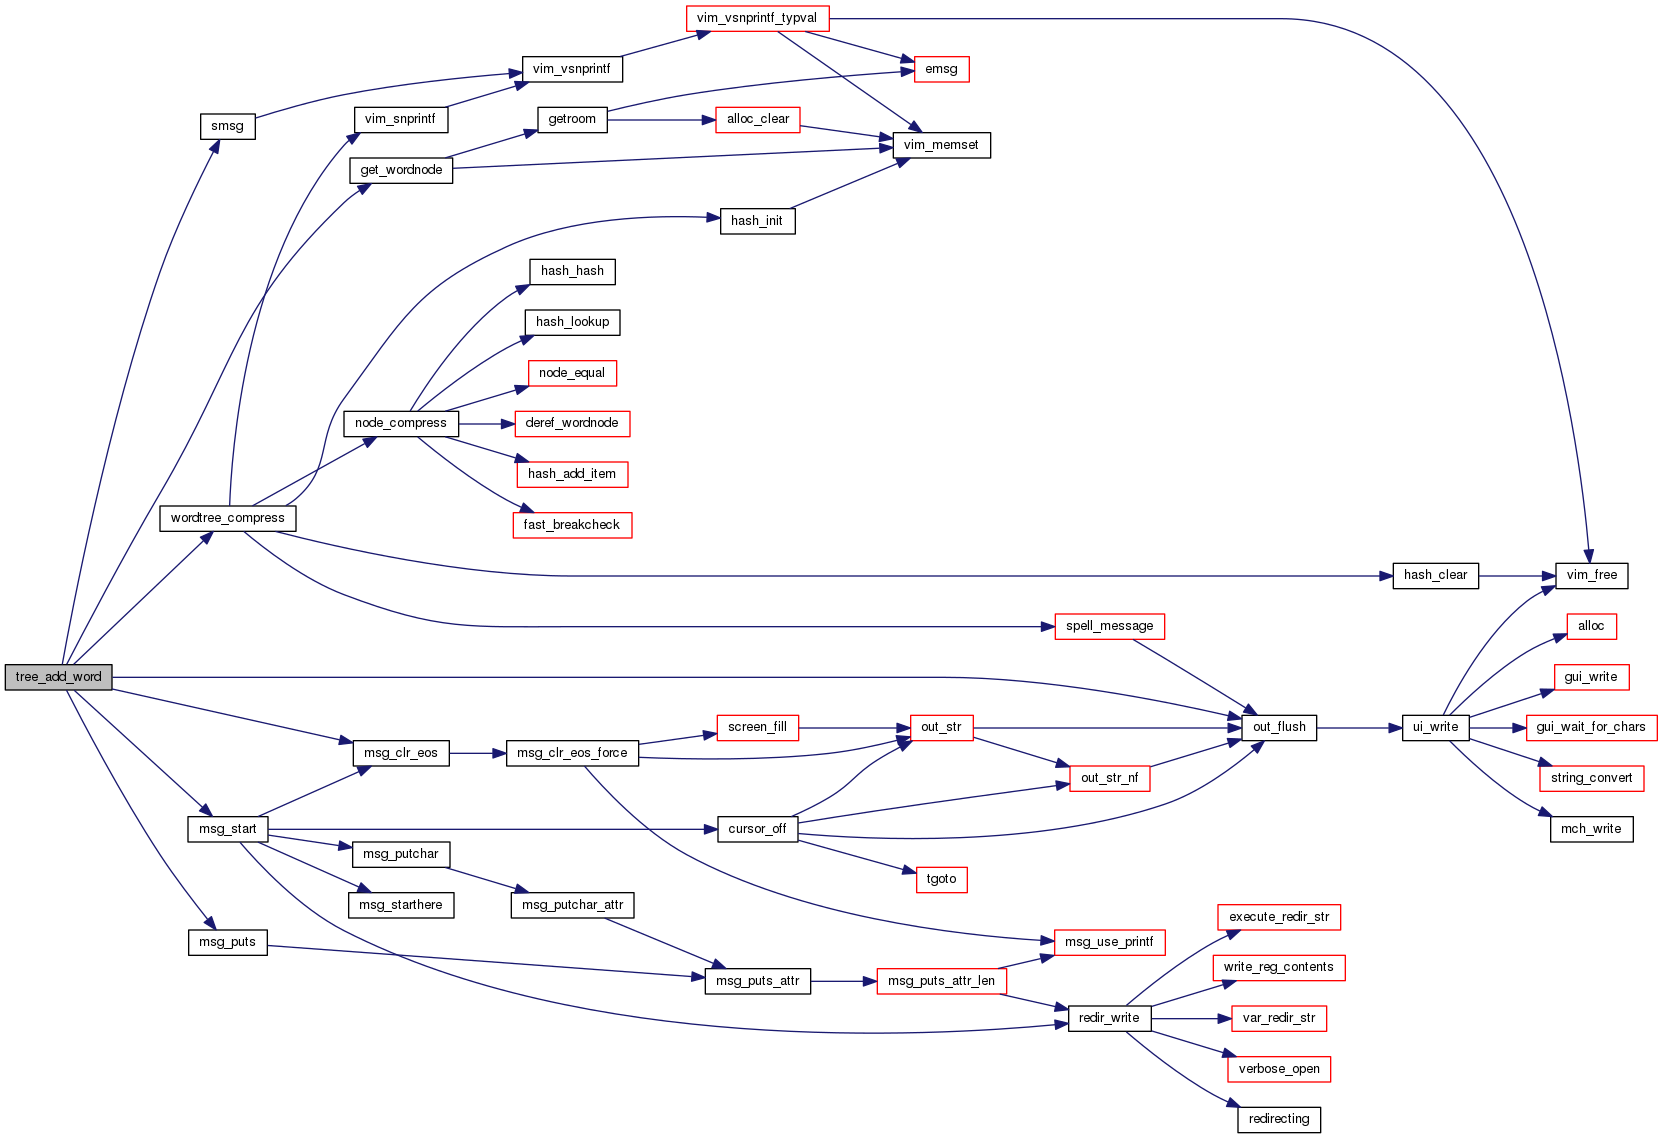 vim_vsnprintf_typval
vim_vsnprintf
emsg
smsg
vim_snprintf
getroom
alloc_clear
vim_memset
get_wordnode
hash_init
hash_hash
hash_lookup
node_equal
node_compress
deref_wordnode
hash_add_item
wordtree_compress
fast_breakcheck
hash_clear
vim_free
spell_message
alloc
tree_add_word
gui_write
msg_clr_eos
msg_clr_eos_force
screen_fill
out_str
out_flush
ui_write
gui_wait_for_chars
out_str_nf
string_convert
msg_start
cursor_off
mch_write
msg_putchar
tgoto
msg_starthere
msg_putchar_attr
execute_redir_str
msg_puts
msg_use_printf
write_reg_contents
msg_puts_attr
msg_puts_attr_len
redir_write
var_redir_str
verbose_open
redirecting